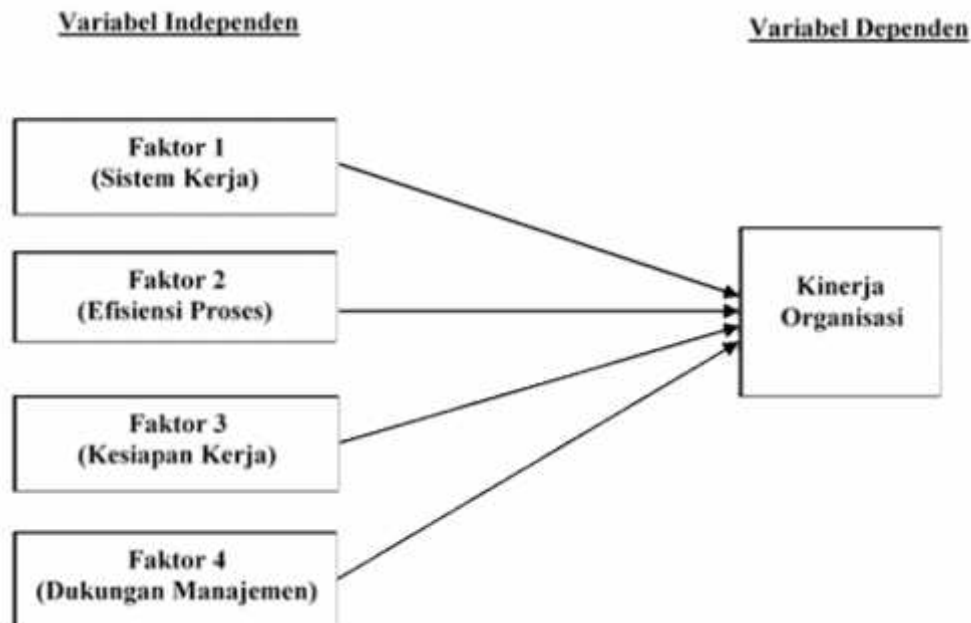 Variabel Independen
Variabel Dependen
Faktor 1
(Sistem Kerja)
Faktor 2
(Efisiensi Proses)
Faktor 3
(Kesiapan Kerja)
Faktor 4
(Dukungan Manajemen)
Kinerja
Organisasi